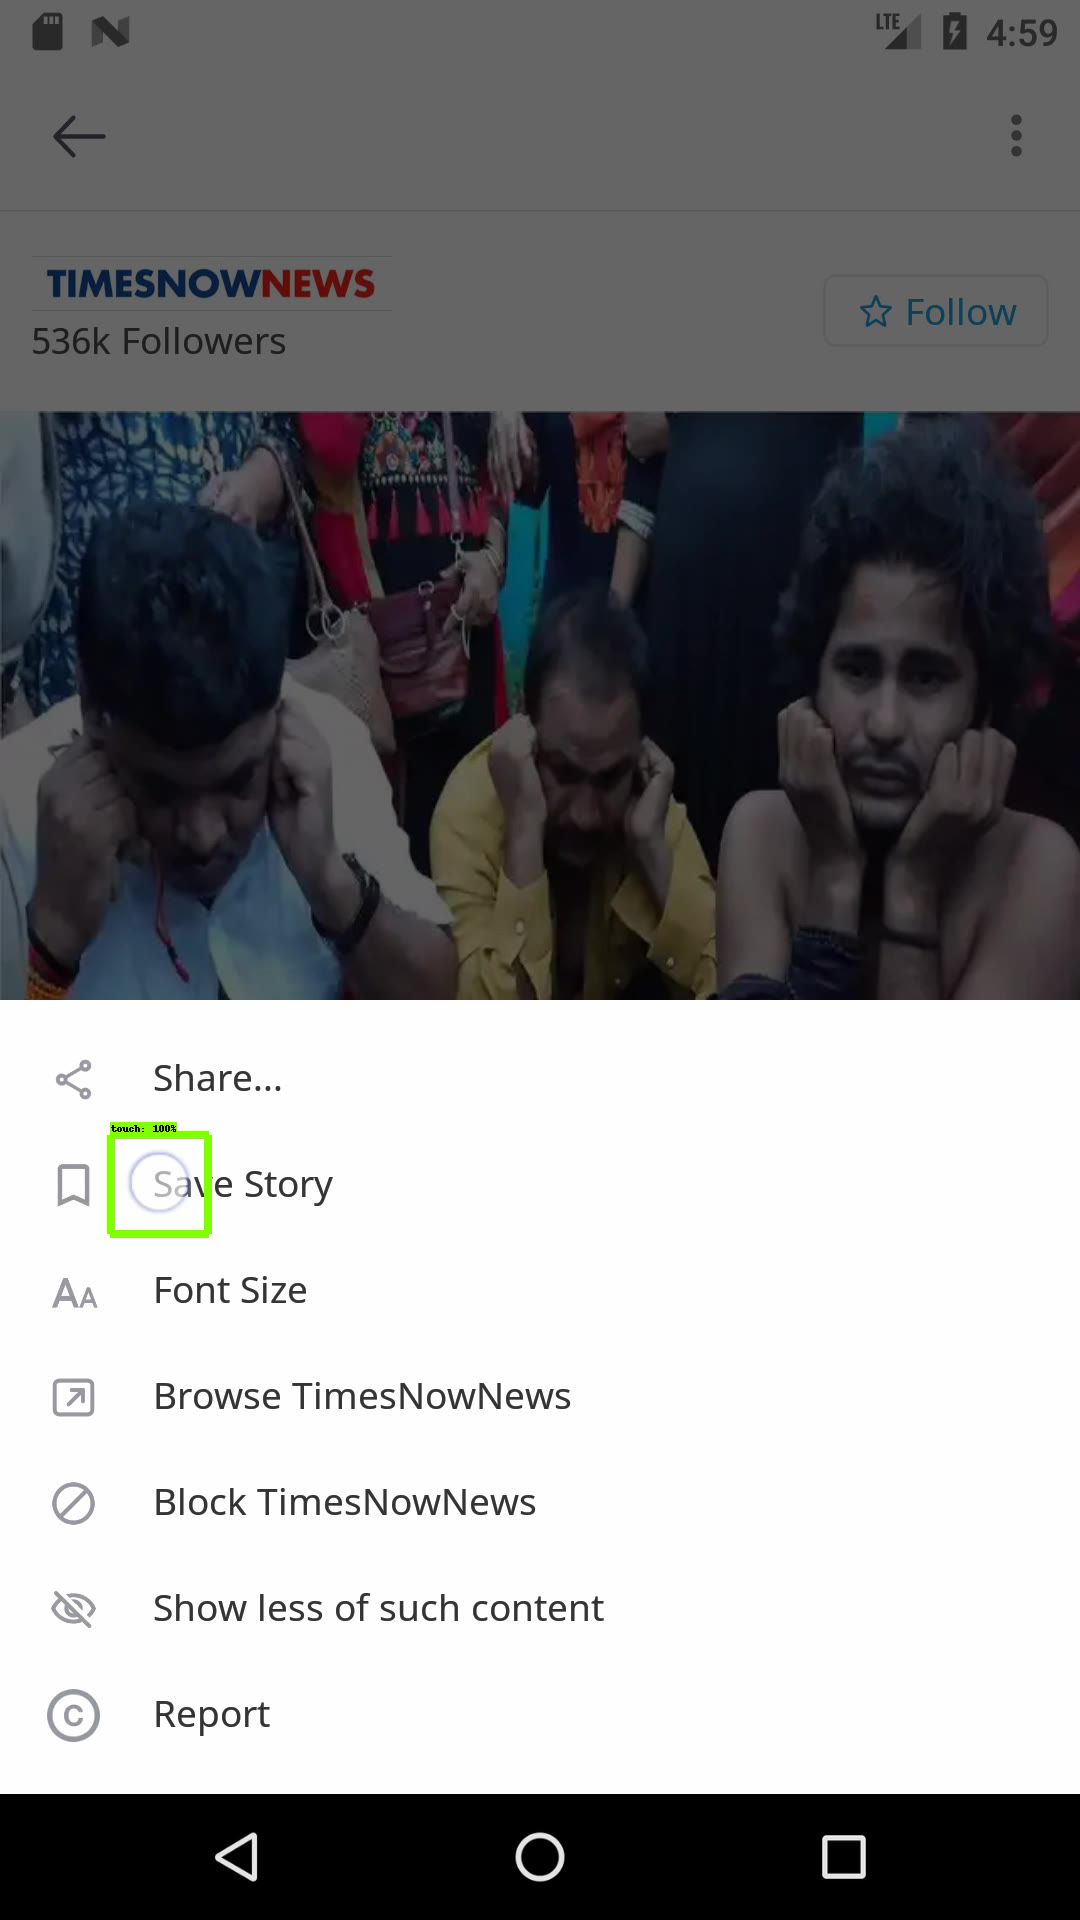 LTE 4:59
TIMESNOWNEWS
536k Followers
Follow
Share...
touch: 100%
Save Story
AA Font Size
Browse TimesNowNews
Block TimesNowNews
Show less of such content
C Report